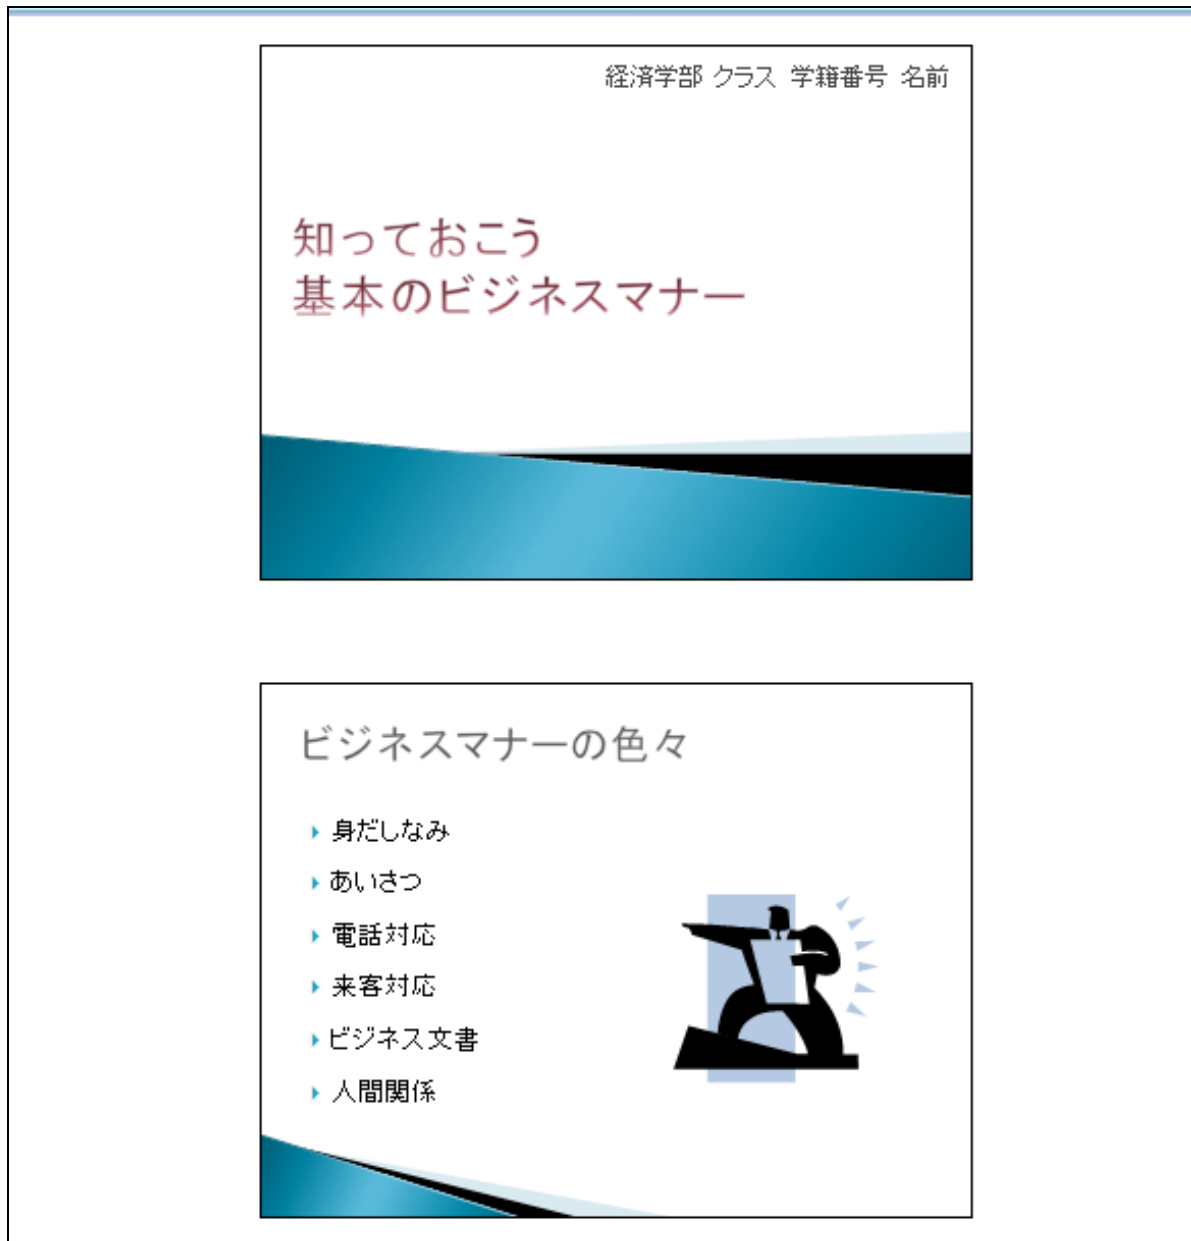 経済学部 クラス 学籍番号 名前
知っておこう
基本のビジネスマナー
ビジネスマナーの色々
身だしなみ
あいさつ
電話対応
来客対応
ビジネス文書
人間関係